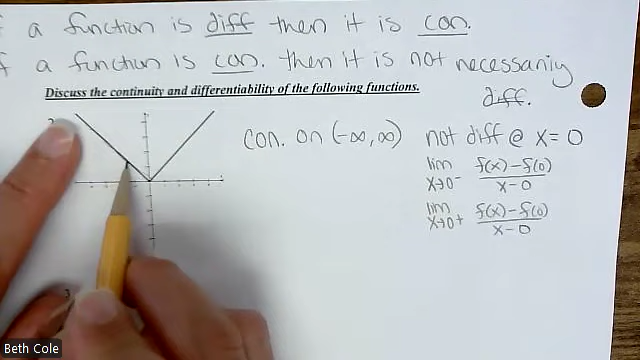 a function is diff then it is con.
f a function is con. then it is not necessarily
diff.
Discuss the continuity and differentiability of the following functions.
con. on (-∞, ∞) not diff @ x = 0
lim x→0⁻ f(x) - f(0) / x - 0
lim x→0⁺ f(x) - f(0) / x - 0
Beth Cole